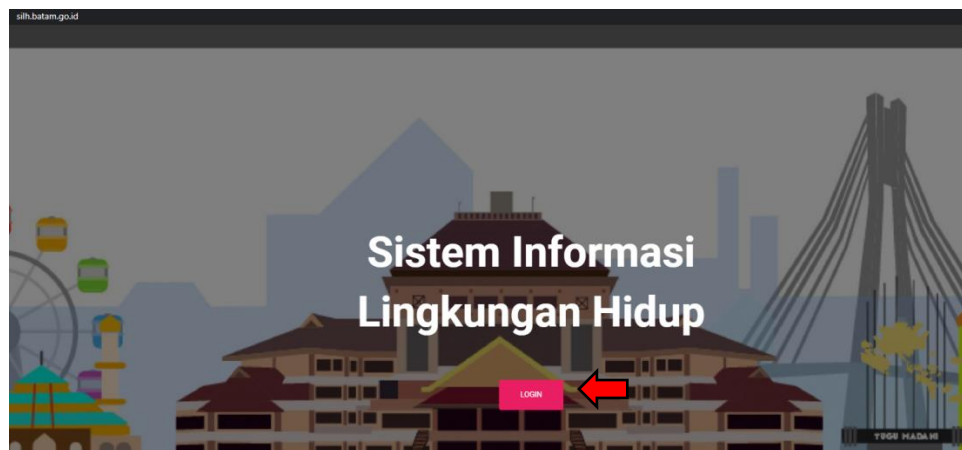 silh.batam.go.id
Sistem Informasi
Lingkungan Hidup
LOGIN
TUGU MADANI